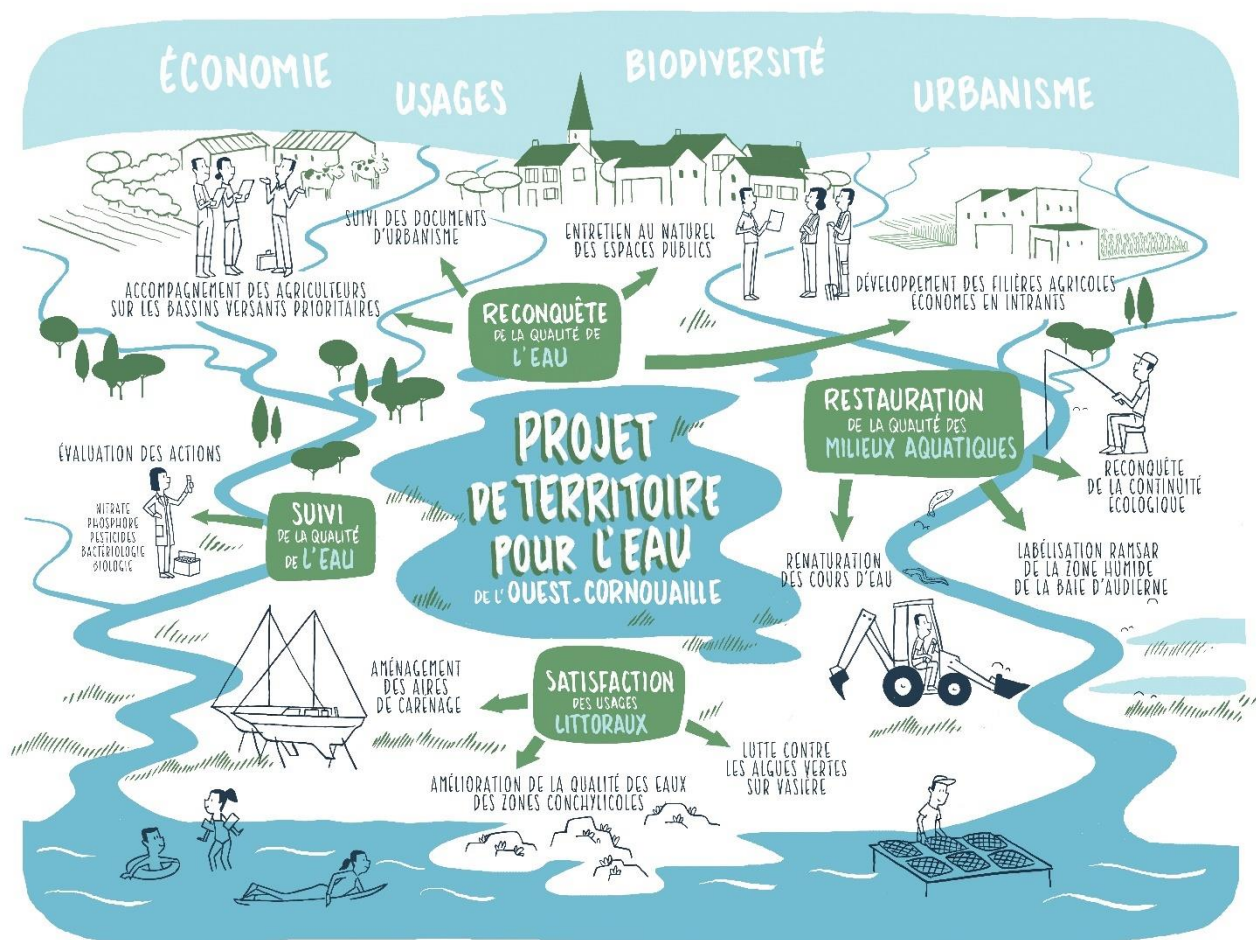 ÉCONOMIE
USAGES
BIODIVERSITÉ
URBANISME
SUIVI DES DOCUMENTS
D'URBANISME
ENTRETIEN AU NATUREL
DES ESPACES PUBLICS
ACCOMPAGNEMENT DES AGRICULTEURS
SUR LES BASSINS VERSANTS PRIORITAIRES
DÉVELOPPEMENT DES FILIÈRES AGRICOLES
ÉCONOMES EN INTRANTS
RECONQUÊTE
DE LA QUALITÉ DE
L'EAU
RESTAURATION
DE LA QUALITÉ DES
MILIEUX AQUATIQUES
PROJET
DE TERRITOIRE
POUR L'EAU
DE L'OUEST-CORNOUAILLE
ÉVALUATION DES ACTIONS
NITRATE
PHOSPHORE
PESTICIDES
BACTÉRIOLOGIE
BIOLOGIE
SUIVI
DE LA QUALITÉ
DE L'EAU
RECONQUÊTE
DE LA CONTINUITÉ
ÉCOLOGIQUE
RENATURATION
DES COURS D'EAU
LABÉLISATION RAMSAR
DE LA ZONE HUMIDE
DE LA BAIE D'AUDIERNE
AMÉNAGEMENT
DES AIRES
DE CARENAGE
SATISFACTION
DES USAGES
LITTORAUX
LUTTE CONTRE
LES ALGUES VERTES
SUR VASIÈRE
AMÉLIORATION DE LA QUALITÉ DES EAUX
DES ZONES CONCHYLICOLES